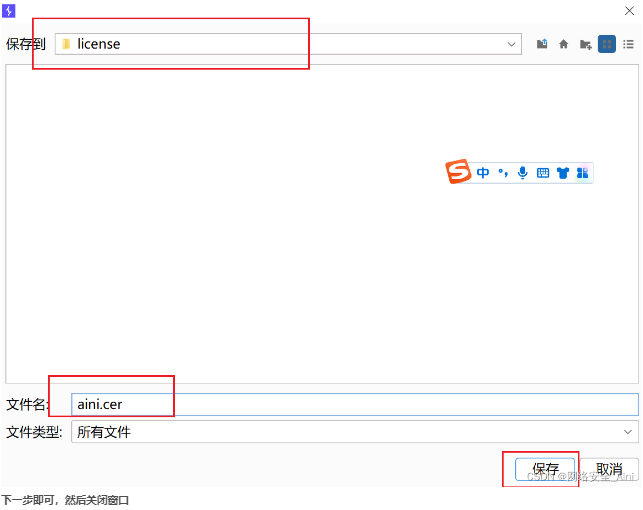 保存到 license
中
文件名: aini.cer
文件类型: 所有文件
保存 取消
CSDN @网络安全_Aini
下一步即可，然后关闭窗口